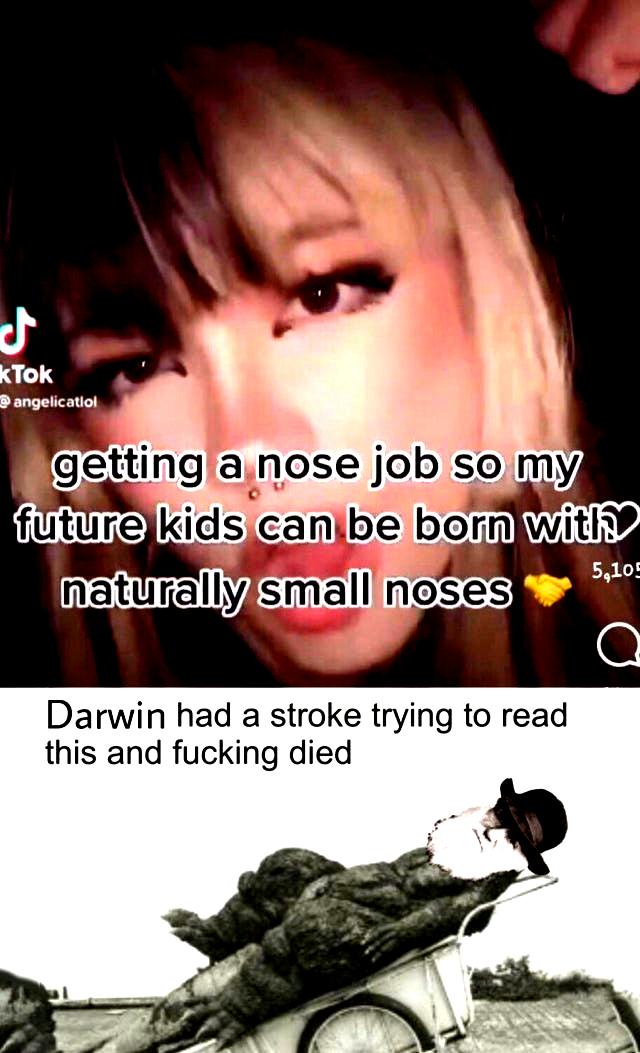 kTok
@ angelicatlol
getting a nose job so my
future kids can be born with
5,105
naturally small noses
Darwin had a stroke trying to read
this and fucking died